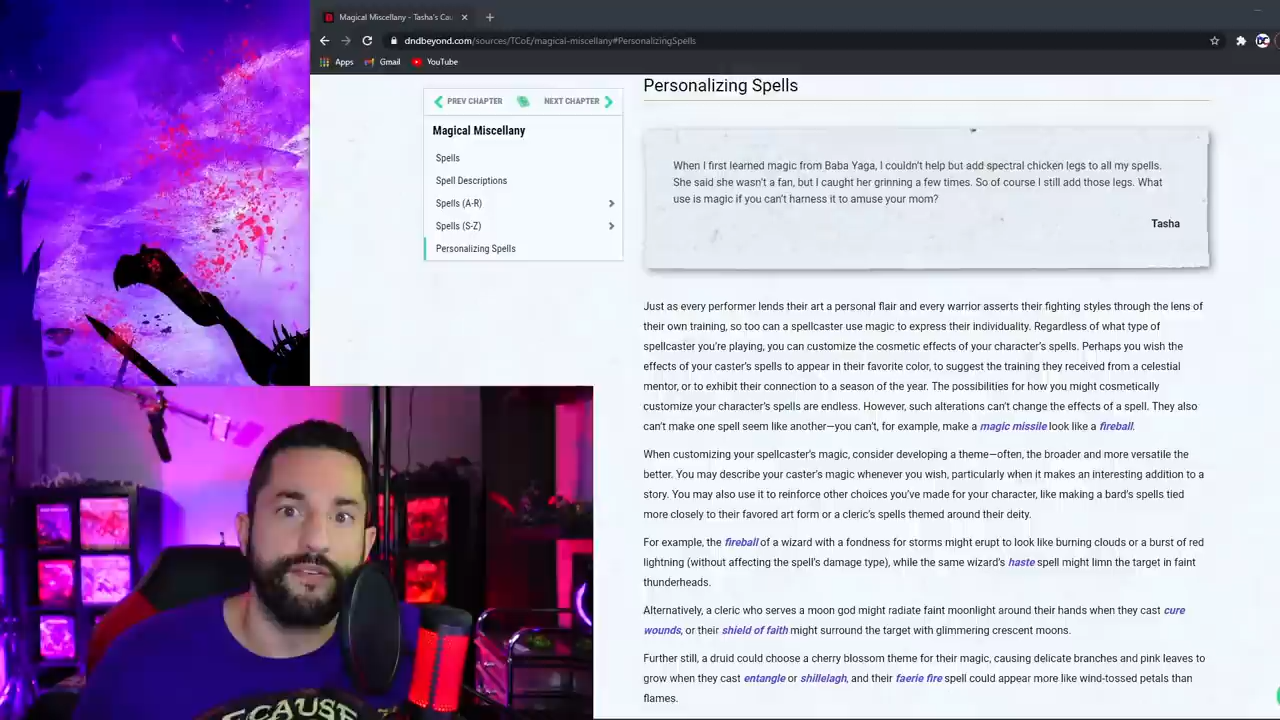 Magical Miscellany - Tasha's Cau
dndbeyond.com/sources/TCoE/magical-miscellany#PersonalizingSpells
Apps
Gmail
YouTube
PREV CHAPTER
NEXT CHAPTER
Magical Miscellany
Spells
Spell Descriptions
Spells (A-R)
Spells (S-Z)
Personalizing Spells
Personalizing Spells
When I first learned magic from Baba Yaga, I couldn't help but add spectral chicken legs to all my spells.
She said she wasn't a fan, but I caught her grinning a few times. So of course I still add those legs. What
use is magic if you can't harness it to amuse your mom?
Tasha
Just as every performer lends their art a personal flair and every warrior asserts their fighting styles through the lens of
their own training, so too can a spellcaster use magic to express their individuality. Regardless of what type of
spellcaster you're playing, you can customize the cosmetic effects of your character's spells. Perhaps you wish the
effects of your caster's spells to appear in their favorite color, to suggest the training they received from a celestial
mentor, or to exhibit their connection to a season of the year. The possibilities for how you might cosmetically
customize your character's spells are endless. However, such alterations can't change the effects of a spell. They also
can't make one spell seem like another—you can't, for example, make a magic missile look like a fireball.
When customizing your spellcaster's magic, consider developing a theme—often, the broader and more versatile the
better. You may describe your caster's magic whenever you wish, particularly when it makes an interesting addition to a
story. You may also use it to reinforce other choices you've made for your character, like making a bard's spells tied
more closely to their favored art form or a cleric's spells themed around their deity.
For example, the fireball of a wizard with a fondness for storms might erupt to look like burning clouds or a burst of red
lightning (without affecting the spell's damage type), while the same wizard's haste spell might limn the target in faint
thunderheads.
Alternatively, a cleric who serves a moon god might radiate faint moonlight around their hands when they cast cure
wounds, or their shield of faith might surround the target with glimmering crescent moons.
Further still, a druid could choose a cherry blossom theme for their magic, causing delicate branches and pink leaves to
grow when they cast entangle or shillelagh, and their faerie fire spell could appear more like wind-tossed petals than
flames.
CAUSE